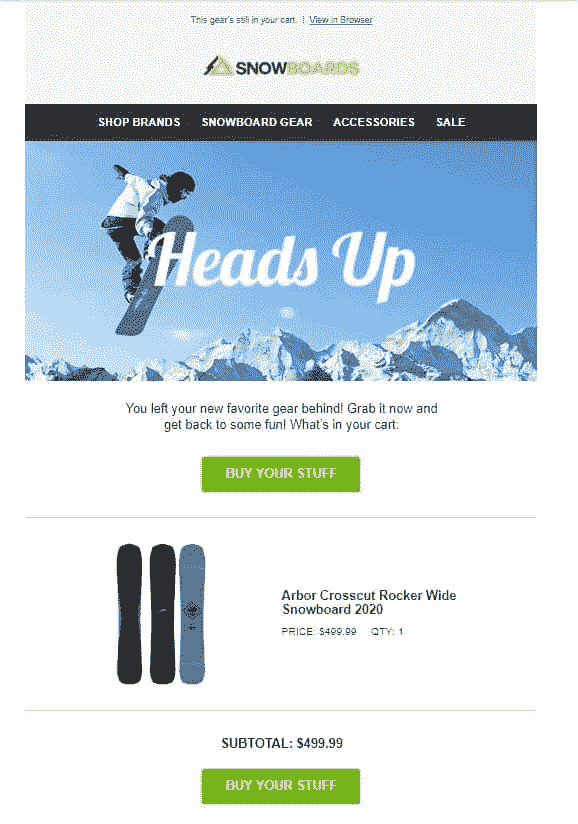 This gear's still in your cart. | View in Browser
SNOWBOARDS
SHOP BRANDS SNOWBOARD GEAR ACCESSORIES SALE
Heads Up
You left your new favorite gear behind! Grab it now and
get back to some fun! What's in your cart:
BUY YOUR STUFF
Arbor Crosscut Rocker Wide
Snowboard 2020
PRICE: $499.99 QTY: 1
SUBTOTAL: $499.99
BUY YOUR STUFF